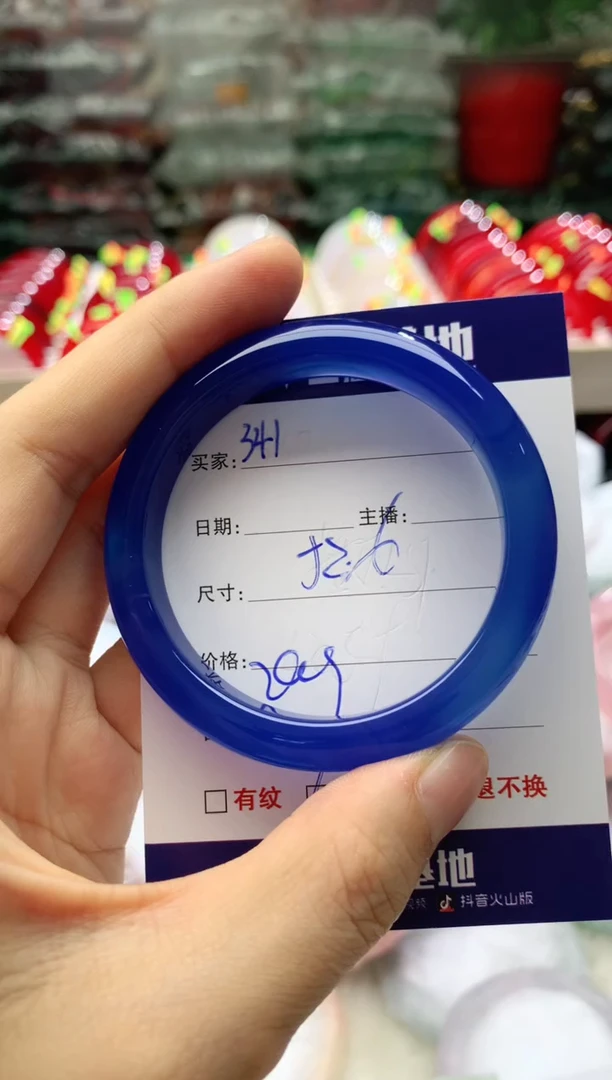 地
买家: 341
日期: 主播:
尺寸: 52.6
价格:
□ 有纹 □ 退不换
基地
抖音火山版